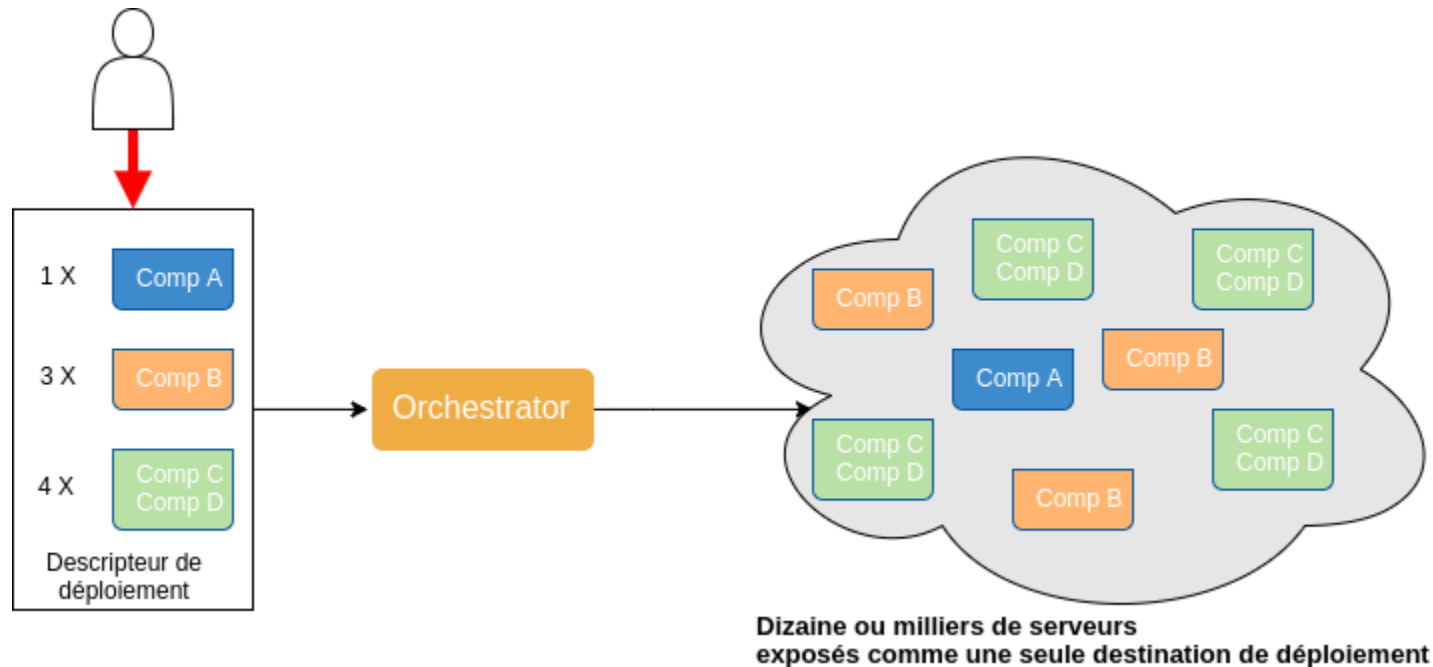 1 X
Comp A
3 X
Comp B
4 X
Comp C
Comp D
Descripteur de
déploiement
Orchestrator
Comp C
Comp D
Comp C
Comp D
Comp B
Comp B
Comp A
Comp C
Comp D
Comp C
Comp D
Comp B
Dizaine ou milliers de serveurs
exposés comme une seule destination de déploiement